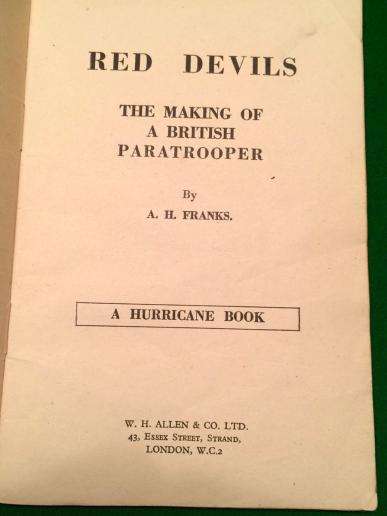 RED DEVILS
THE MAKING OF
A BRITISH
PARATROOPER
By
A. H. FRANKS.
A HURRICANE BOOK
W. H. ALLEN & CO. LTD.
43, ESSEX STREET, STRAND,
LONDON, W.C.2